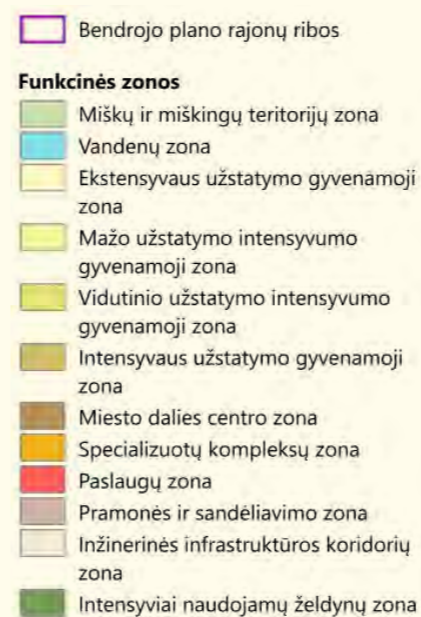 Bendrojo plano rajonų ribos
Funkcinės zonos
Miškų ir miškingų teritorijų zona
Vandenų zona
Ekstensyvaus užstatymo gyvenamoji
zona
Mažo užstatymo intensyvumo
gyvenamoji zona
Vidutinio užstatymo intensyvumo
gyvenamoji zona
Intensyvaus užstatymo gyvenamoji
zona
Miesto dalies centro zona
Specializuotų kompleksų zona
Paslaugų zona
Pramonės ir sandėliavimo zona
Inžinerinės infrastruktūros koridorių
zona
Intensyviai naudojamų želdynų zona